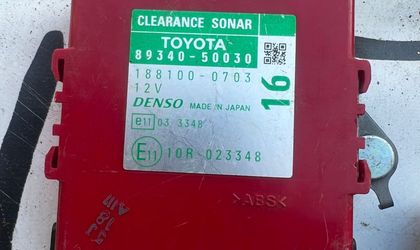 CLEARANCE SONAR
TOYOTA
89340-50030
188100-0703
12V
16
DENSO MADE IN JAPAN
e11 03 3348
E11 10R 023348
>ABS<